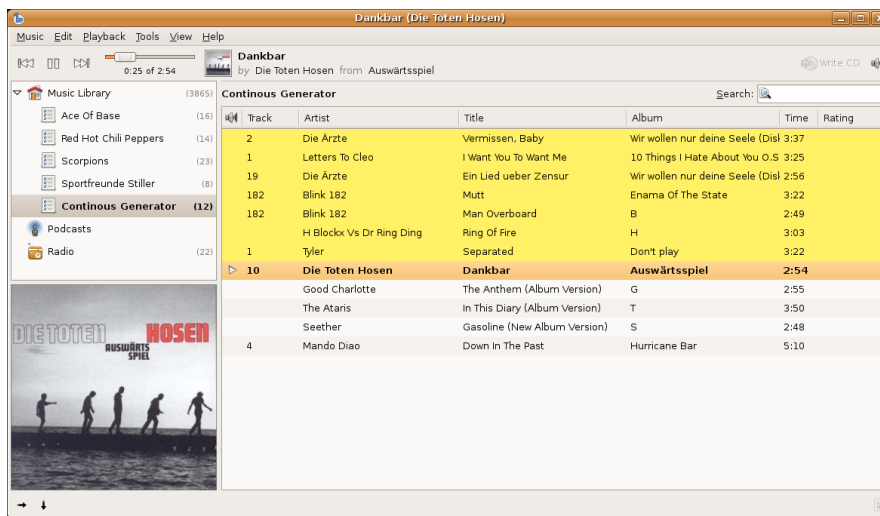 Dankbar (Die Toten Hosen)
Music Edit Playback Tools View Help
Dankbar
by Die Toten Hosen from Auswärtsspiel
0:25 of 2:54
Write CD
Music Library (3865)
Ace Of Base (16)
Red Hot Chili Peppers (14)
Scorpions (23)
Sportfreunde Stiller (8)
Continous Generator (12)
Podcasts
Radio (22)
DIE TOTEN HOSEN
AUSWÄRTS
SPIEL
Continous Generator Search:
Track Artist Title Album Time Rating
2 Die Ärzte Vermissen, Baby Wir wollen nur deine Seele (Disk 3:37
1 Letters To Cleo I Want You To Want Me 10 Things I Hate About You O.S 3:25
19 Die Ärzte Ein Lied ueber Zensur Wir wollen nur deine Seele (Disk 2:56
182 Blink 182 Mutt Enama Of The State 3:22
182 Blink 182 Man Overboard B 2:49
H Blockx Vs Dr Ring Ding Ring Of Fire H 3:03
1 Tyler Separated Don't play 3:22
10 Die Toten Hosen Dankbar Auswärtsspiel 2:54
Good Charlotte The Anthem (Album Version) G 2:55
The Ataris In This Diary (Album Version) T 3:50
Seether Gasoline (New Album Version) S 2:48
4 Mando Diao Down In The Past Hurricane Bar 5:10